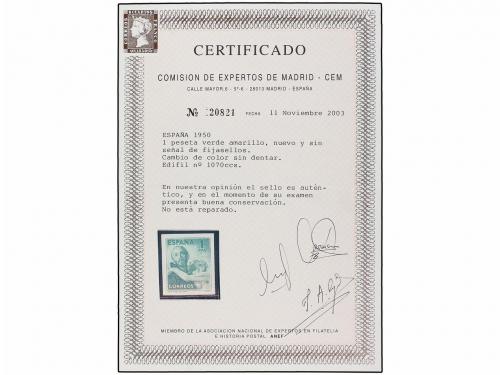 CERTIFICADO
COMISION DE EXPERTOS DE MADRID - CEM
CALLE MAYOR, 6 - 5º-6 - 28013 MADRID - ESPAÑA
№ 20821 FECHA 11 Noviembre 2003
ESPAÑA 1950
1 peseta verde amarillo, nuevo y sin
señal de fijasellos.
Cambio de color sin dentar.
Edifil nº 1070ccs.
En nuestra opinión el sello es autén-
tico, y en el momento de su examen
presenta buena conservación.
No está reparado.
ESPAÑA 1
CORREOS
MIEMBRO DE LA ASOCIACION NACIONAL DE EXPERTOS EN FILATELIA
E HISTORIA POSTAL ANEF